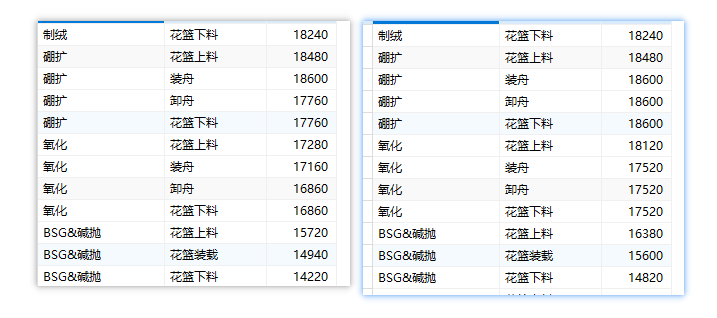 制绒 花篮下料 18240
硼扩 花篮上料 18480
硼扩 装舟 18600
硼扩 卸舟 17760
硼扩 花篮下料 17760
氧化 花篮上料 17280
氧化 装舟 17160
氧化 卸舟 16860
氧化 花篮下料 16860
BSG&碱抛 花篮上料 15720
BSG&碱抛 花篮装载 14940
BSG&碱抛 花篮下料 14220
制绒 花篮下料 18240
硼扩 花篮上料 18480
硼扩 装舟 18600
硼扩 卸舟 18600
硼扩 花篮下料 18600
氧化 花篮上料 18120
氧化 装舟 17520
氧化 卸舟 17520
氧化 花篮下料 17520
BSG&碱抛 花篮上料 16380
BSG&碱抛 花篮装载 15600
BSG&碱抛 花篮下料 14820